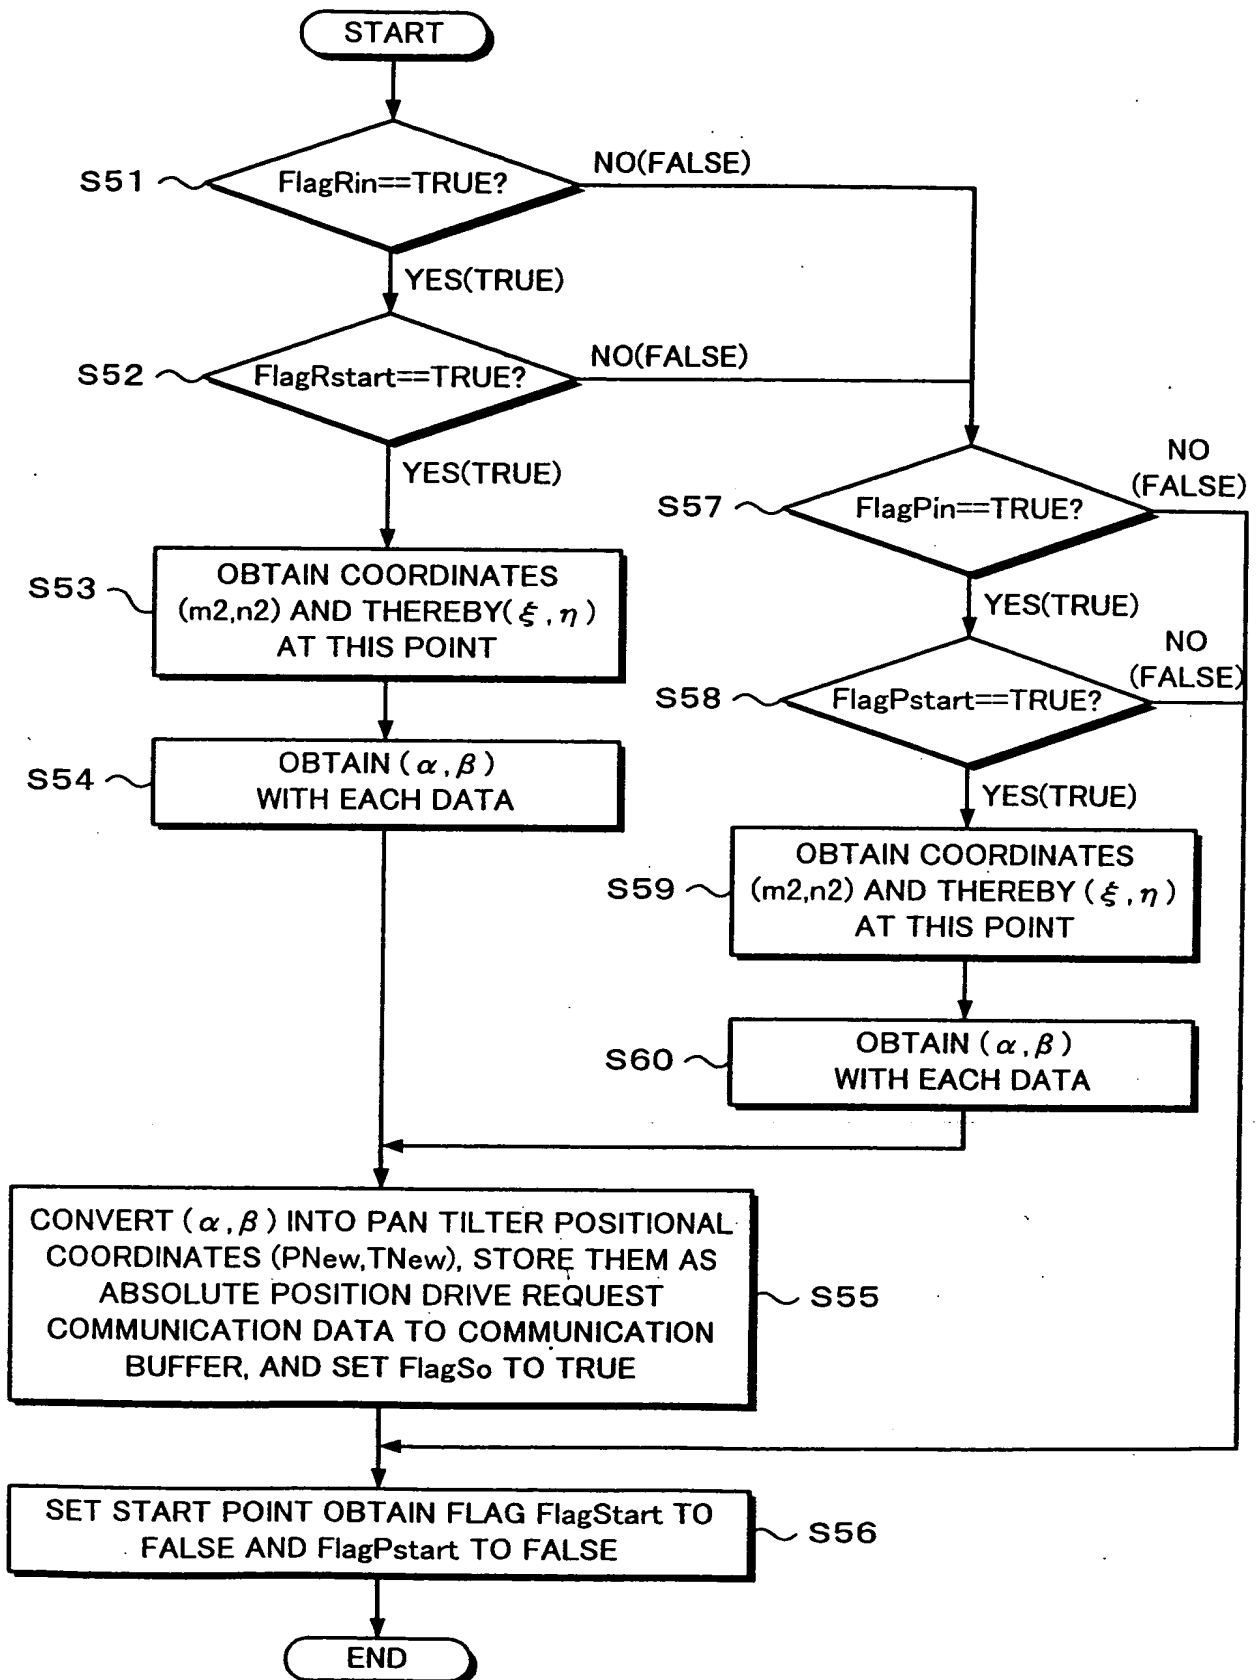 START
S51
FlagRin==TRUE?
NO(FALSE)
YES(TRUE)
S52
FlagRstart==TRUE?
NO(FALSE)
YES(TRUE)
S53
OBTAIN COORDINATES
(m2,n2) AND THEREBY(ξ,η)
AT THIS POINT
S54
OBTAIN (α,β)
WITH EACH DATA
S57
FlagPin==TRUE?
NO
(FALSE)
YES(TRUE)
S58
FlagPstart==TRUE?
NO
(FALSE)
YES(TRUE)
S59
OBTAIN COORDINATES
(m2,n2) AND THEREBY (ξ,η)
AT THIS POINT
S60
OBTAIN (α,β)
WITH EACH DATA
CONVERT (α,β) INTO PAN TILTER POSITIONAL
COORDINATES (PNew,TNew), STORE THEM AS
ABSOLUTE POSITION DRIVE REQUEST
COMMUNICATION DATA TO COMMUNICATION
BUFFER, AND SET FlagSo TO TRUE
S55
SET START POINT OBTAIN FLAG FlagStart TO
FALSE AND FlagPstart TO FALSE
S56
END